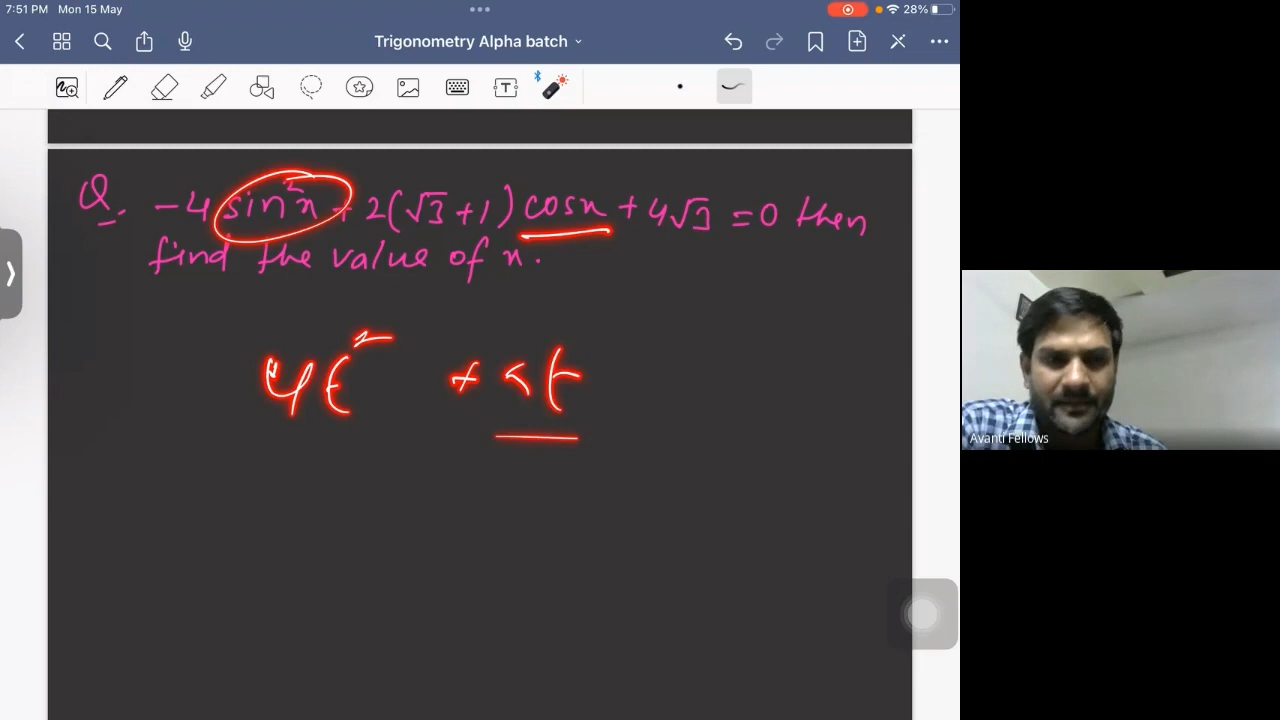 7:51 PM Mon 15 May
28%
Trigonometry Alpha batch
T
Q. -4 sin²x + 2(√3+1) cosx + 4√3 = 0 then
find the value of x.
4t² + st
Avanti Fellows